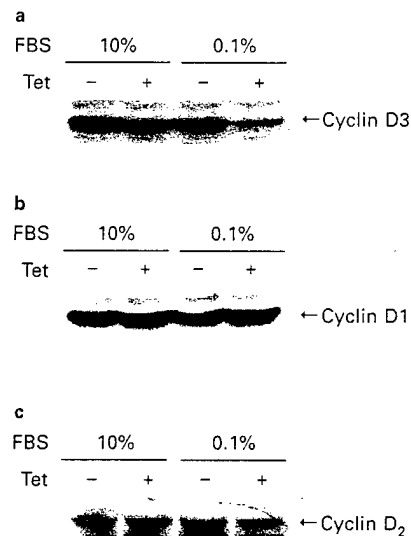 a
FBS 10% 0.1%
Tet − + − +
←Cyclin D3
b
FBS 10% 0.1%
Tet − + − +
←Cyclin D1
c
FBS 10% 0.1%
Tet − + − +
←Cyclin D₂